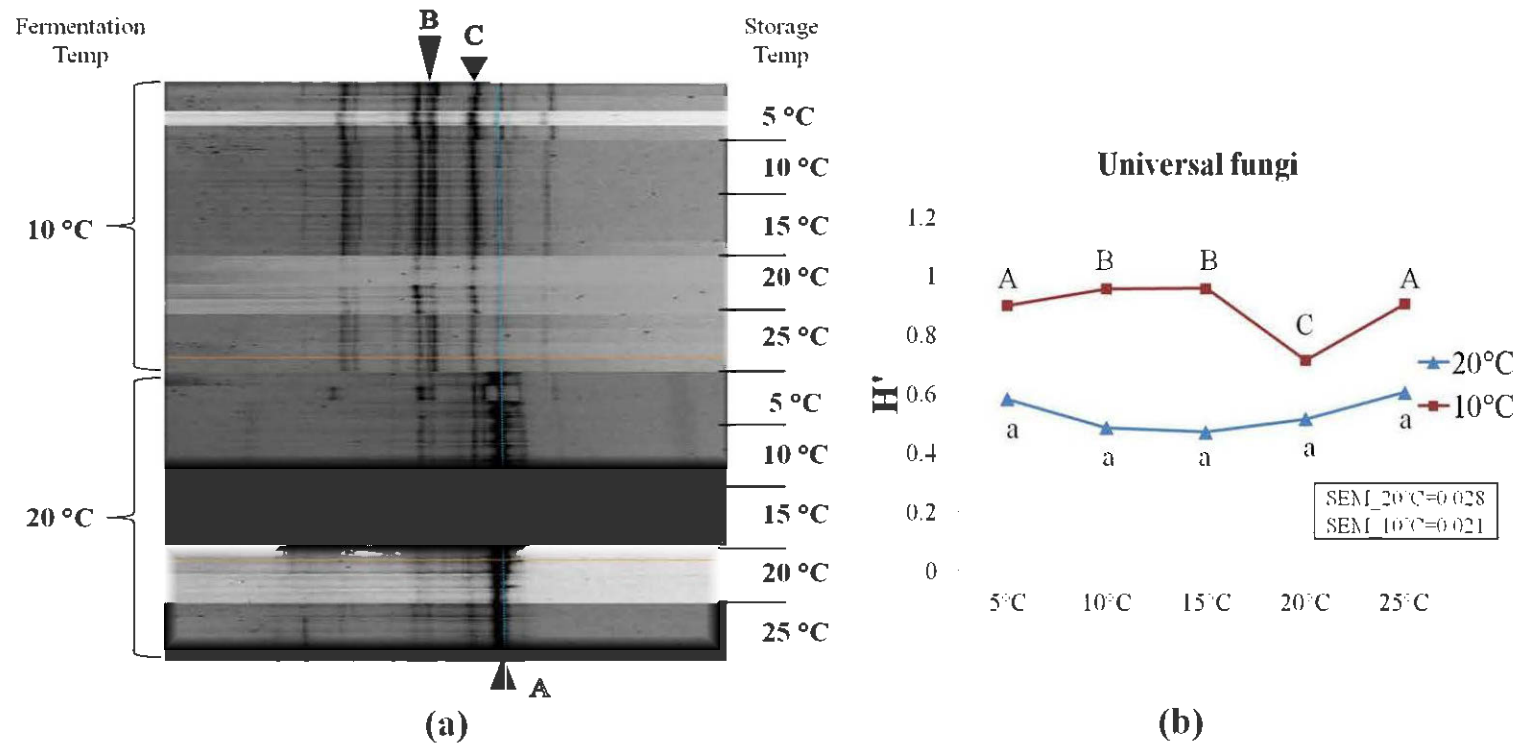 Fermentation
Temp
B
C
Storage
Temp
5 °C
10 °C
15 °C
20 °C
25 °C
10 °C
5 °C
10 °C
15 °C
20 °C
25 °C
20 °C
A
(a)
Universal fungi
H'
1.2
1
0.8
0.6
0.4
0.2
0
A
B
B
C
A
a
a
a
a
a
20°C
10°C
SEM_20°C=0.028
SEM_10°C=0.021
5°C
10°C
15°C
20°C
25°C
(b)